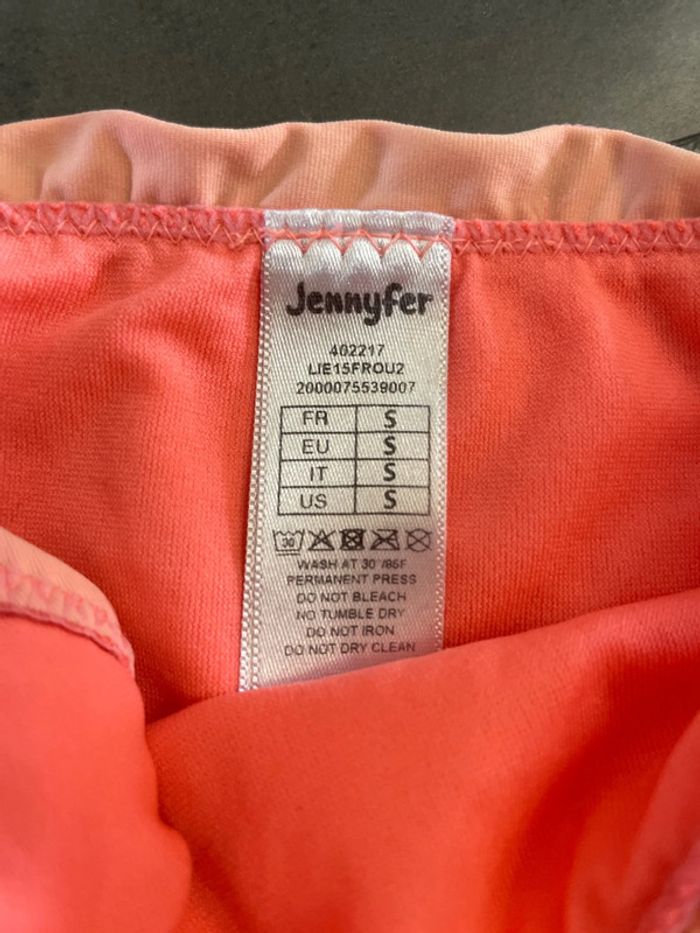 Jennyfer
402217
LIE15FROU2
2000075539007
FR S
EU S
IT S
US S
30
WASH AT 30°/86F
PERMANENT PRESS
DO NOT BLEACH
NO TUMBLE DRY
DO NOT IRON
DO NOT DRY CLEAN